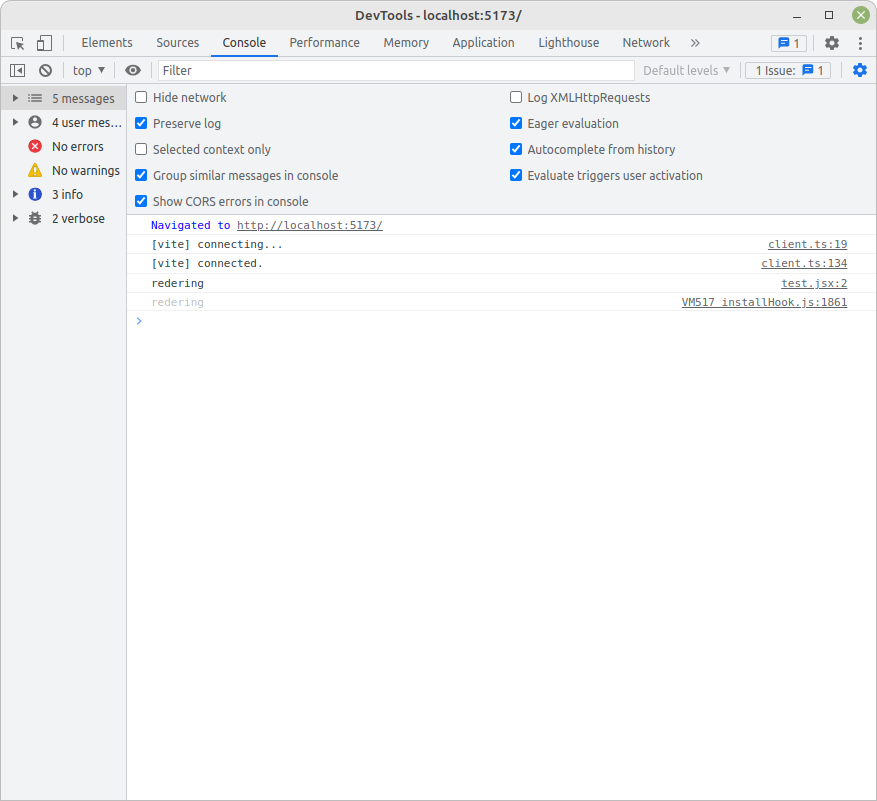 DevTools - localhost:5173/
Elements Sources Console Performance Memory Application Lighthouse Network » 1
top Filter Default levels 1 Issue: 1
5 messages
4 user mes...
No errors
No warnings
3 info
2 verbose
Hide network Log XMLHttpRequests
Preserve log Eager evaluation
Selected context only Autocomplete from history
Group similar messages in console Evaluate triggers user activation
Show CORS errors in console
Navigated to http://localhost:5173/
[vite] connecting... client.ts:19
[vite] connected. client.ts:134
redering test.jsx:2
redering VM517 installHook.js:1861